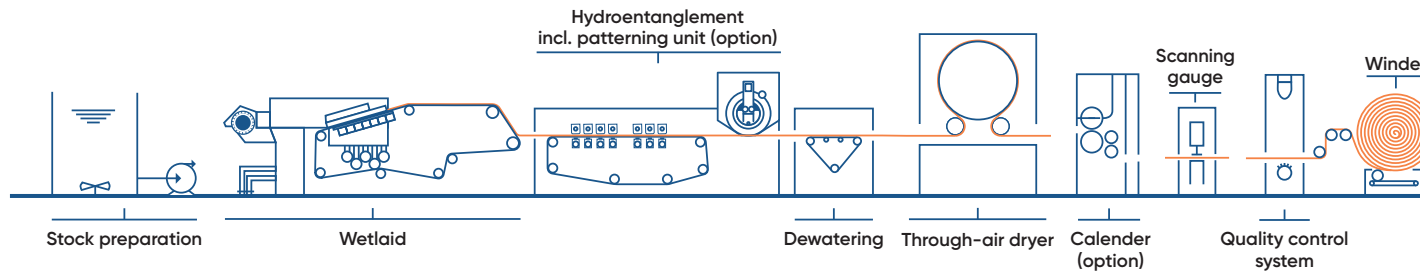 Hydroentanglement
incl. patterning unit (option)
Scanning
gauge
Winde
Stock preparation
Wetlaid
Dewatering
Through-air dryer
Calender
(option)
Quality control
system